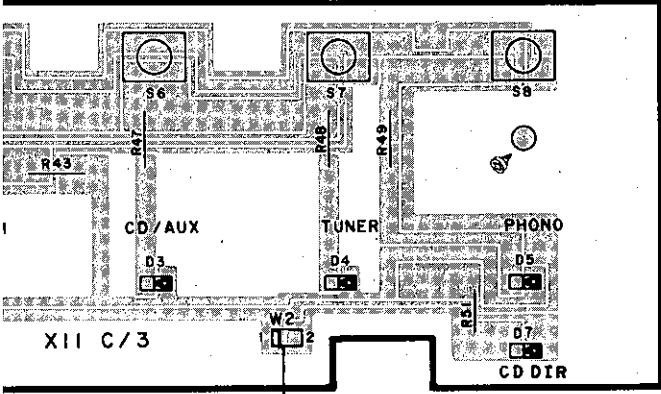 S6 S7 S8
R47 R48 R49
R43
CD/AUX TUNER PHONO
D3 D4 D5
R51
W2
1 2
XII C/3
D7
CD DIR